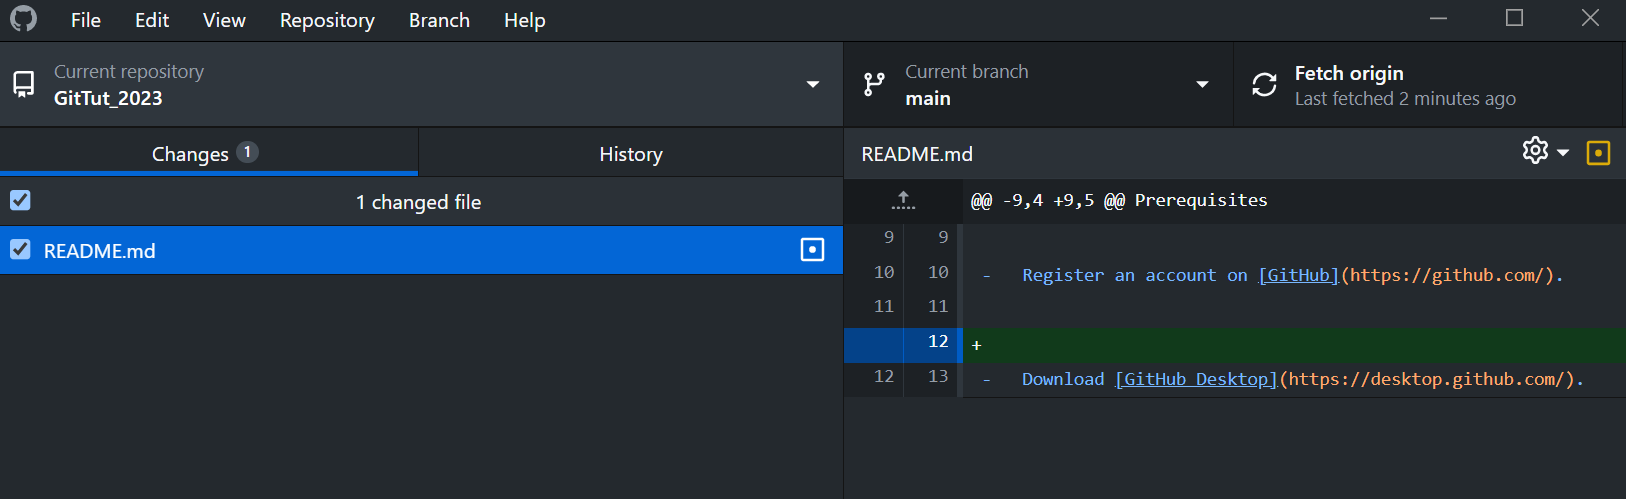 File Edit View Repository Branch Help
Current repository
GitTut_2023
Current branch
main
Fetch origin
Last fetched 2 minutes ago
Changes 1
History
1 changed file
README.md
README.md
@@ -9,4 +9,5 @@ Prerequisites
9 9
10 10 - Register an account on [GitHub](https://github.com/).
11 11
12 +
12 13 - Download [GitHub Desktop](https://desktop.github.com/).